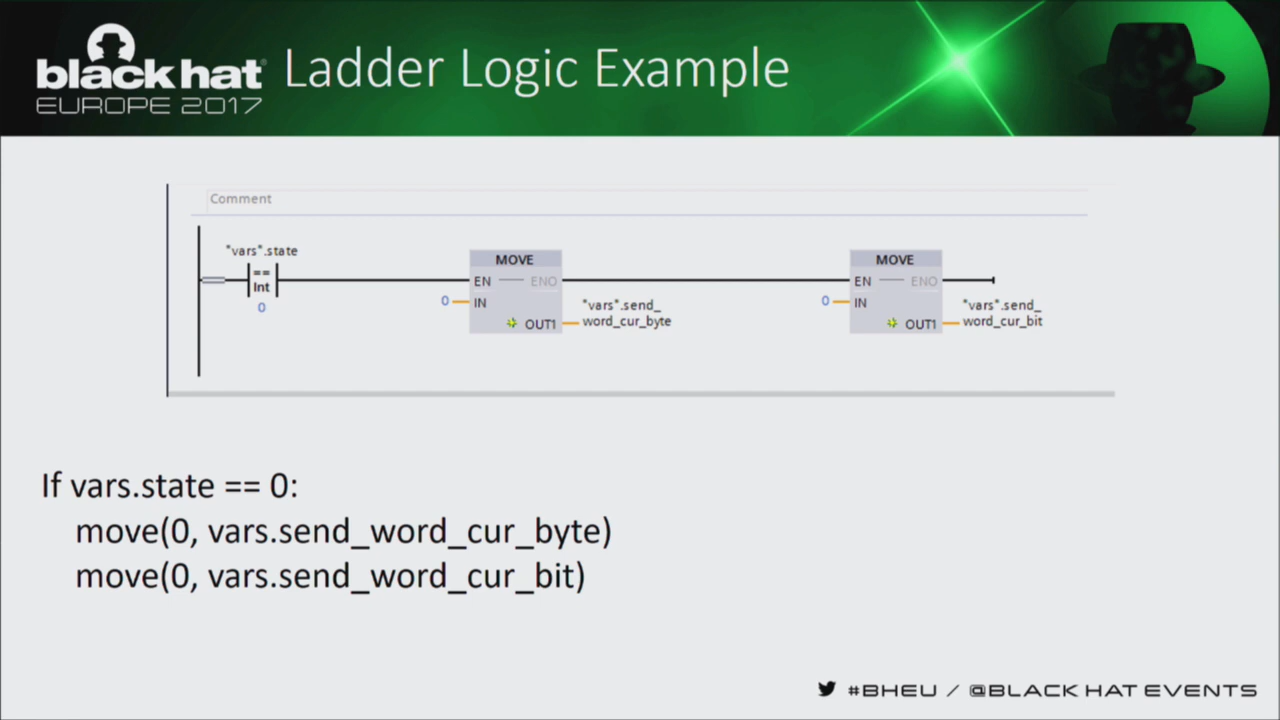 black hat
EUROPE 2017
Ladder Logic Example
Comment
"vars".state
==
Int
0
MOVE
EN ENO
0 IN
OUT1
"vars".send_
word_cur_byte
MOVE
EN ENO
0 IN
OUT1
"vars".send_
word_cur_bit
If vars.state == 0:
move(0, vars.send_word_cur_byte)
move(0, vars.send_word_cur_bit)
#BHEU / @BLACK HAT EVENTS